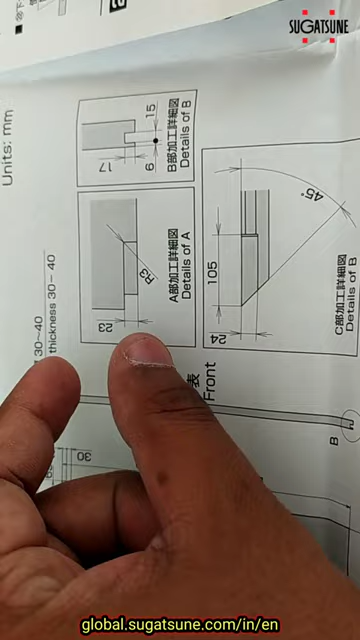 SUGATSUNE
Units: mm
15
17
6
B部加工詳細図
Details of B
R3
23
A部加工詳細図
Details of A
45°
105
24
C部加工詳細図
Details of B
30~40
thickness 30-40
表
Front
B
30
global.sugatsune.com/in/en